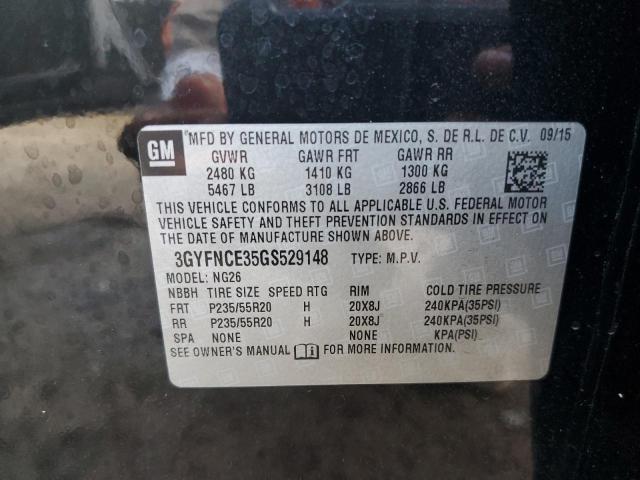 GM
MFD BY GENERAL MOTORS DE MEXICO, S. DE R.L. DE C.V. 09/15
GVWR GAWR FRT GAWR RR
2480 KG 1410 KG 1300 KG
5467 LB 3108 LB 2866 LB
THIS VEHICLE CONFORMS TO ALL APPLICABLE U.S. FEDERAL MOTOR
VEHICLE SAFETY AND THEFT PREVENTION STANDARDS IN EFFECT ON
THE DATE OF MANUFACTURE SHOWN ABOVE.
3GYFNCE35GS529148 TYPE: M.P.V.
MODEL: NG26
NBBH TIRE SIZE SPEED RTG RIM COLD TIRE PRESSURE
FRT P235/55R20 H 20X8J 240KPA(35PSI)
RR P235/55R20 H 20X8J 240KPA(35PSI)
SPA NONE NONE KPA(PSI)
SEE OWNER'S MANUAL FOR MORE INFORMATION.